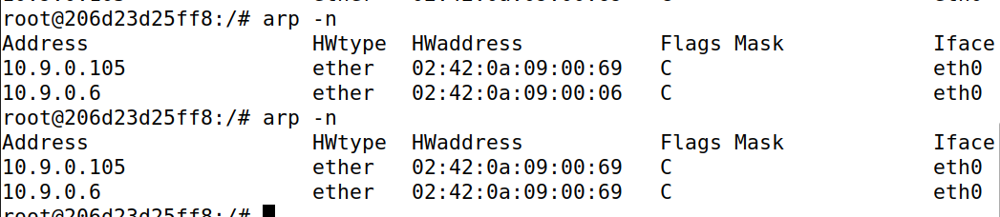 root@206d23d25ff8:/# arp -n
Address                  HWtype  HWaddress           Flags Mask            Iface
10.9.0.105               ether   02:42:0a:09:00:69   C                     eth0
10.9.0.6                 ether   02:42:0a:09:00:06   C                     eth0
root@206d23d25ff8:/# arp -n
Address                  HWtype  HWaddress           Flags Mask            Iface
10.9.0.105               ether   02:42:0a:09:00:69   C                     eth0
10.9.0.6                 ether   02:42:0a:09:00:69   C                     eth0
root@206d23d25ff8:/#